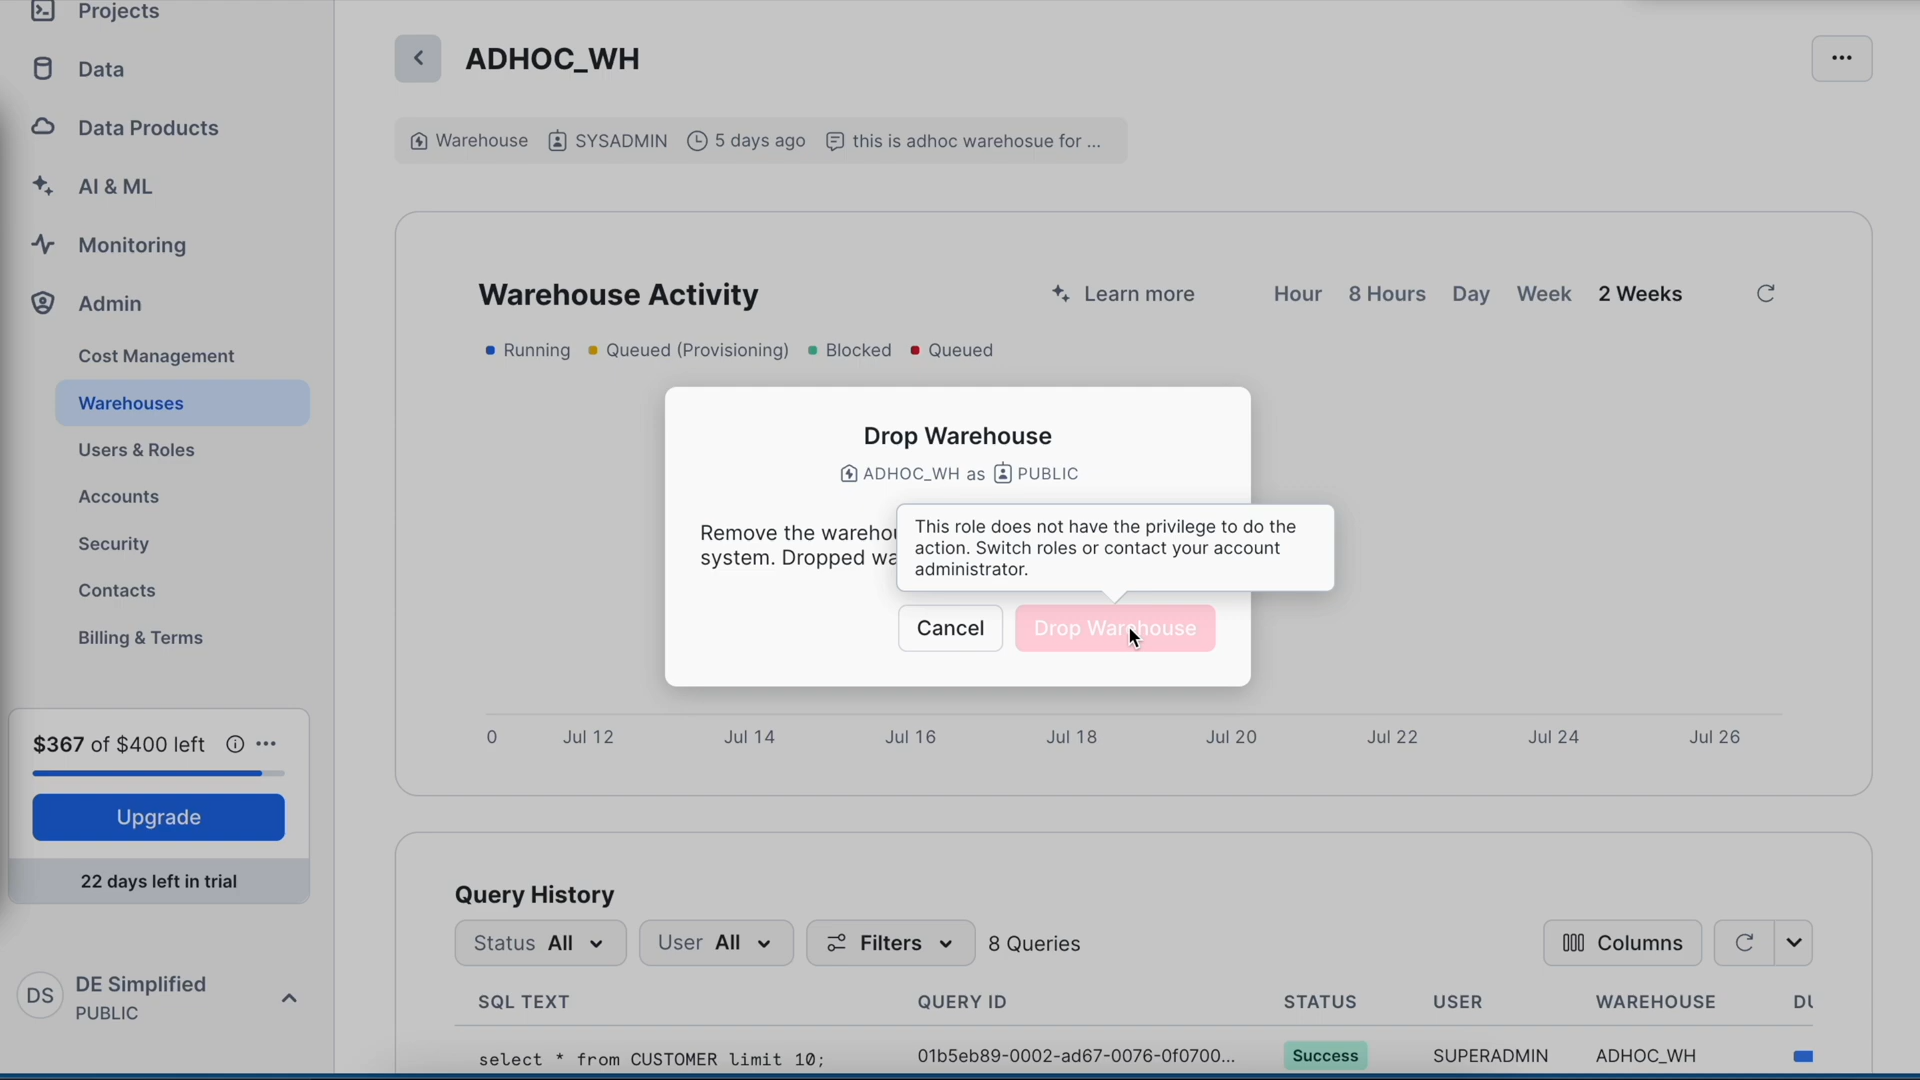 Projects
Data
Data Products
AI & ML
Monitoring
Admin
Cost Management
Warehouses
Users & Roles
Accounts
Security
Contacts
Billing & Terms
$367 of $400 left
Upgrade
22 days left in trial
DS
DE Simplified
PUBLIC
ADHOC_WH
Warehouse SYSADMIN 5 days ago this is adhoc warehosue for ...
Warehouse Activity
Learn more
Hour 8 Hours Day Week 2 Weeks
Running Queued (Provisioning) Blocked Queued
Drop Warehouse
ADHOC_WH as PUBLIC
Remove the
system. Dropped
This role does not have the privilege to do the
action. Switch roles or contact your account
administrator.
Cancel Drop Warehouse
0 Jul 12 Jul 14 Jul 16 Jul 18 Jul 20 Jul 22 Jul 24 Jul 26
Query History
Status All User All Filters 8 Queries Columns
SQL TEXT QUERY ID STATUS USER WAREHOUSE
select * from CUSTOMER limit 10; 01b5eb89-0002-ad67-0076-0f0700... Success SUPERADMIN ADHOC_WH